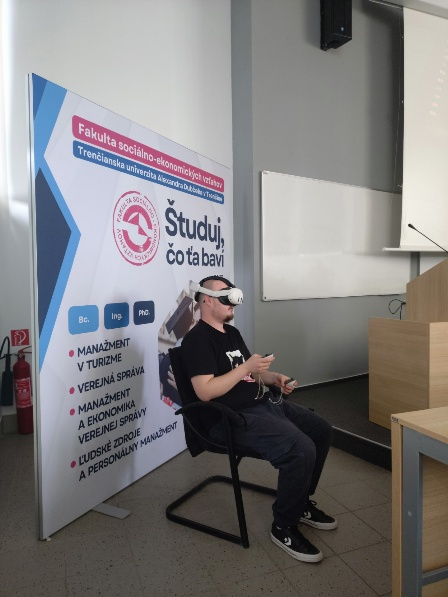 Fakulta sociálno-ekonomických vzťahov
Trenčianska univerzita Alexandra Dubčeka v Trenčíne
Študuj,
čo ťa baví
Bc.
Ing.
PhD.
MANAŽMENT
V TURIZME
VEREJNÁ SPRÁVA
MANAŽMENT
A EKONOMIKA
VEREJNEJ SPRÁVY
ĽUDSKÉ ZDROJE
A PERSONÁLNY MANAŽMENT